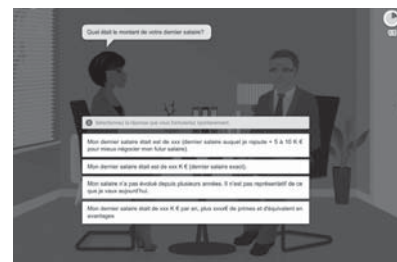 Quel était le montant de votre dernier salaire?
Sélectionnez la réponse que vous formuleriez spontanément.
Mon dernier salaire était est de xxx (dernier salaire auquel je rajoute + 5 à 10 K €
pour mieux négocier mon futur salaire).
Mon dernier salaire était est de xxx K € (dernier salaire exact).
Mon salaire n'a pas évolué depuis plusieurs années. Il n'est pas représentatif de ce
que je vaux aujourd'hui.
Mon dernier salaire était de xxx K € par an, plus xxxx€ de primes et d'équivalent en
avantages